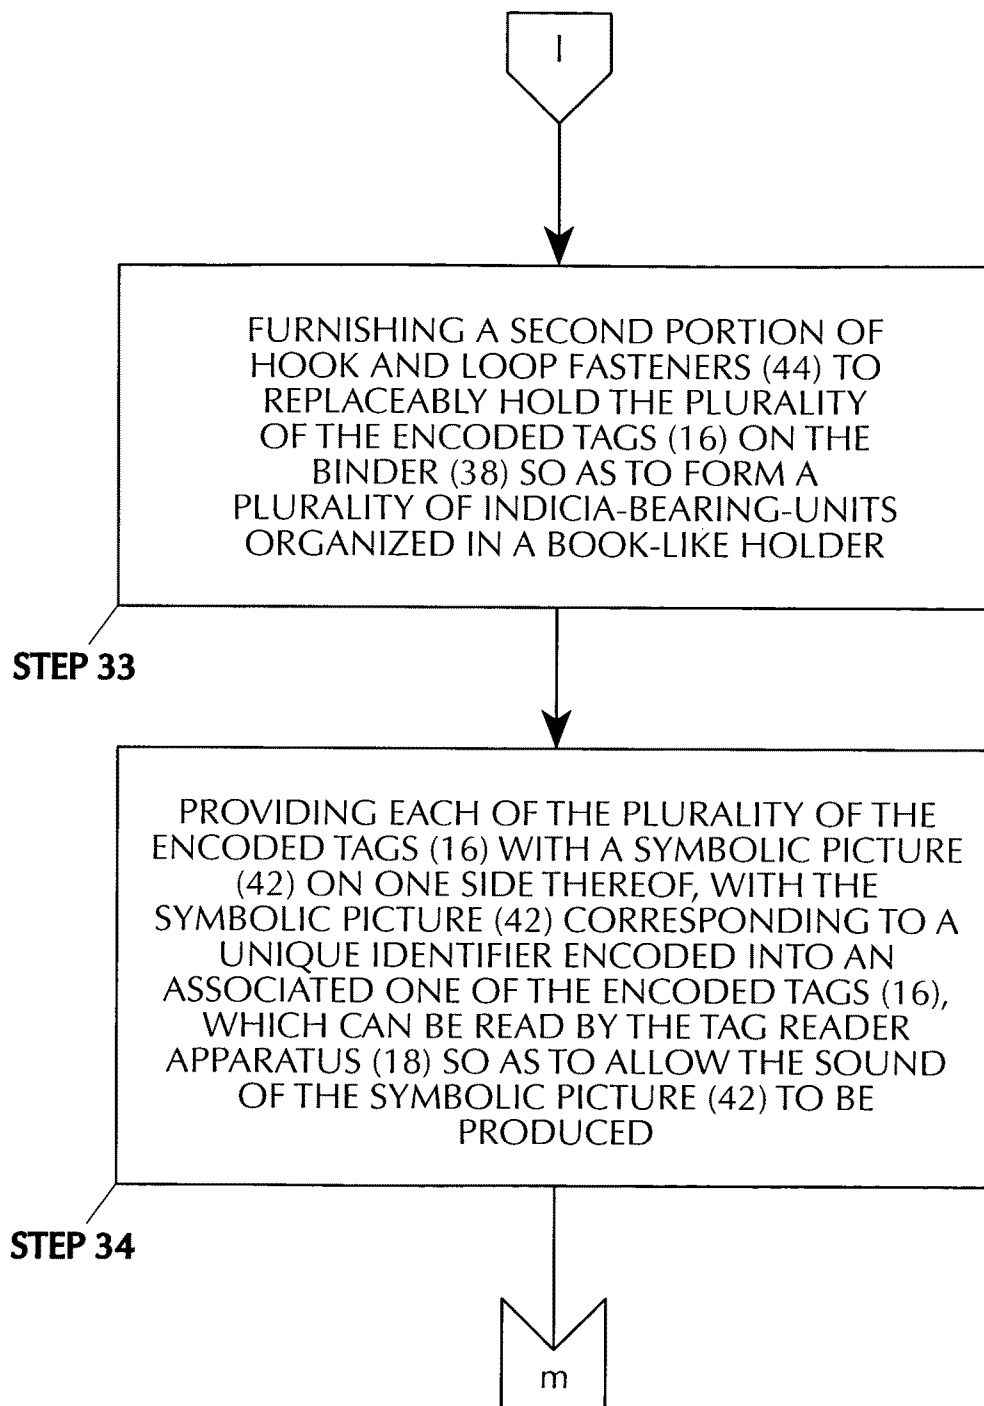 l
FURNISHING A SECOND PORTION OF
HOOK AND LOOP FASTENERS (44) TO
REPLACEABLY HOLD THE PLURALITY
OF THE ENCODED TAGS (16) ON THE
BINDER (38) SO AS TO FORM A
PLURALITY OF INDICIA-BEARING-UNITS
ORGANIZED IN A BOOK-LIKE HOLDER
STEP 33
PROVIDING EACH OF THE PLURALITY OF THE
ENCODED TAGS (16) WITH A SYMBOLIC PICTURE
(42) ON ONE SIDE THEREOF, WITH THE
SYMBOLIC PICTURE (42) CORRESPONDING TO A
UNIQUE IDENTIFIER ENCODED INTO AN
ASSOCIATED ONE OF THE ENCODED TAGS (16),
WHICH CAN BE READ BY THE TAG READER
APPARATUS (18) SO AS TO ALLOW THE SOUND
OF THE SYMBOLIC PICTURE (42) TO BE
PRODUCED
STEP 34
m